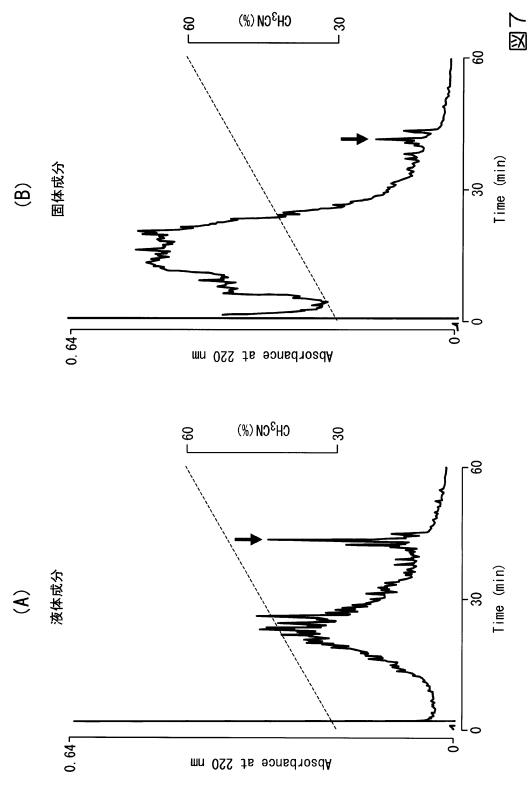 (A)
液体成分
0.64
0
Absorbance at 220 nm
60
30
CH₃CN(%)
0
30
60
Time (min)
(B)
固体成分
0.64
0
Absorbance at 220 nm
60
30
CH₃CN(%)
0
30
60
Time (min)
図7